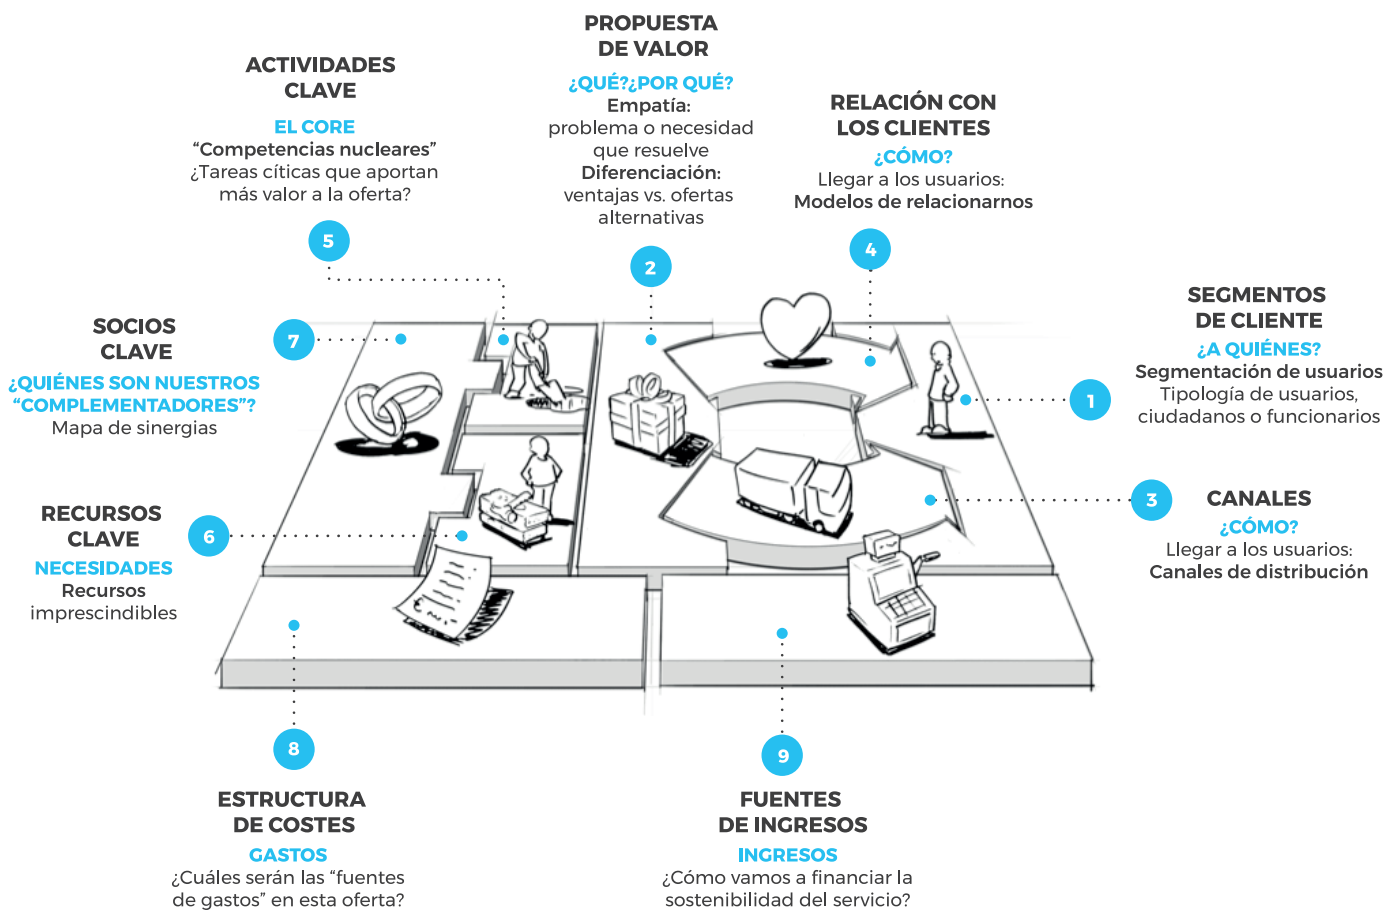 PROPUESTA
DE VALOR
¿QUÉ?¿POR QUÉ?
Empatía:
problema o necesidad
que resuelve
Diferenciación:
ventajas vs. ofertas
alternativas
2
ACTIVIDADES
CLAVE
EL CORE
“Competencias nucleares”
¿Tareas cíticas que aportan
más valor a la oferta?
5
RELACIÓN CON
LOS CLIENTES
¿CÓMO?
Llegar a los usuarios:
Modelos de relacionarnos
4
SEGMENTOS
DE CLIENTE
¿A QUIÉNES?
Segmentación de usuarios
Tipología de usuarios,
ciudadanos o funcionarios
1
SOCIOS
CLAVE
¿QUIÉNES SON NUESTROS
“COMPLEMENTADORES”?
Mapa de sinergias
7
RECURSOS
CLAVE
NECESIDADES
Recursos
imprescindibles
6
CANALES
¿CÓMO?
Llegar a los usuarios:
Canales de distribución
3
€
8
ESTRUCTURA
DE COSTES
GASTOS
¿Cuáles serán las “fuentes
de gastos” en esta oferta?
9
FUENTES
DE INGRESOS
INGRESOS
¿Cómo vamos a financiar la
sostenibilidad del servicio?